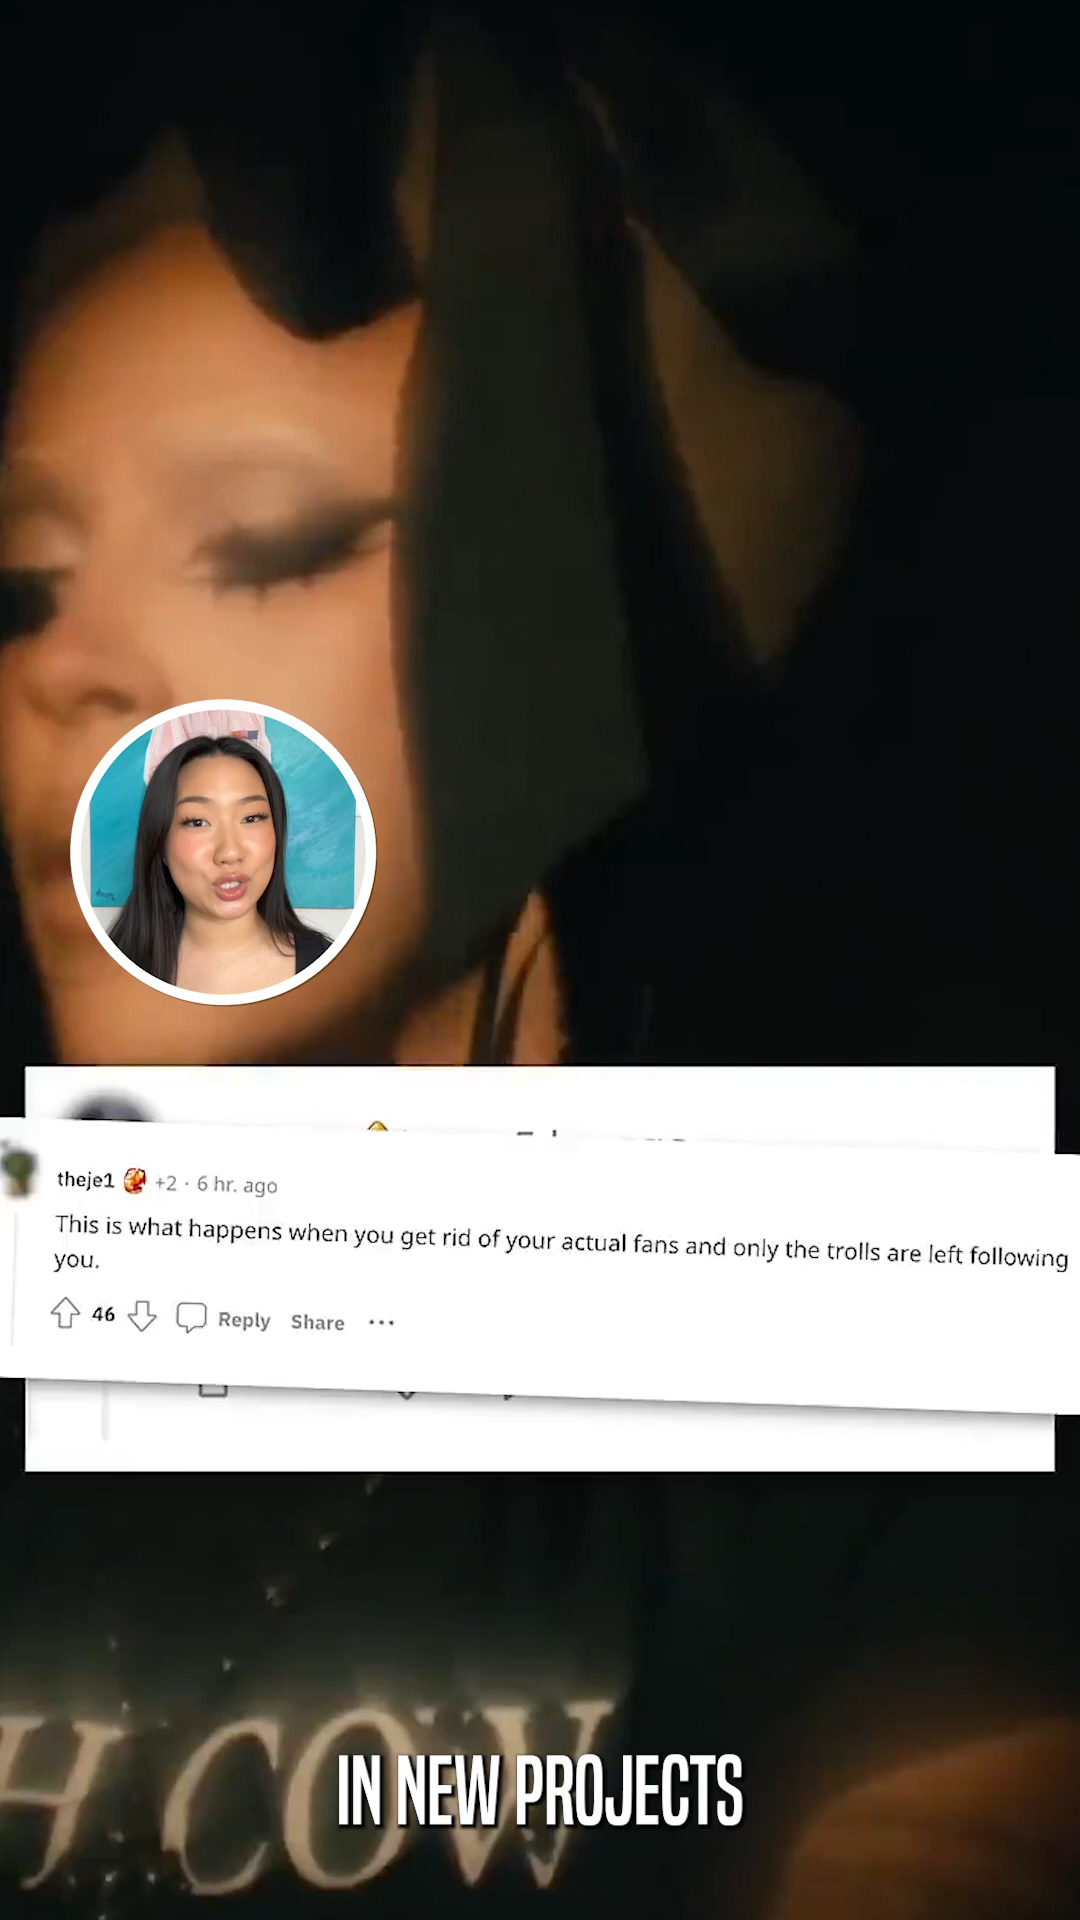 theje1 +2 · 6 hr. ago
This is what happens when you get rid of your actual fans and only the trolls are left following
you.
46 Reply Share ···
H COW
IN NEW PROJECTS